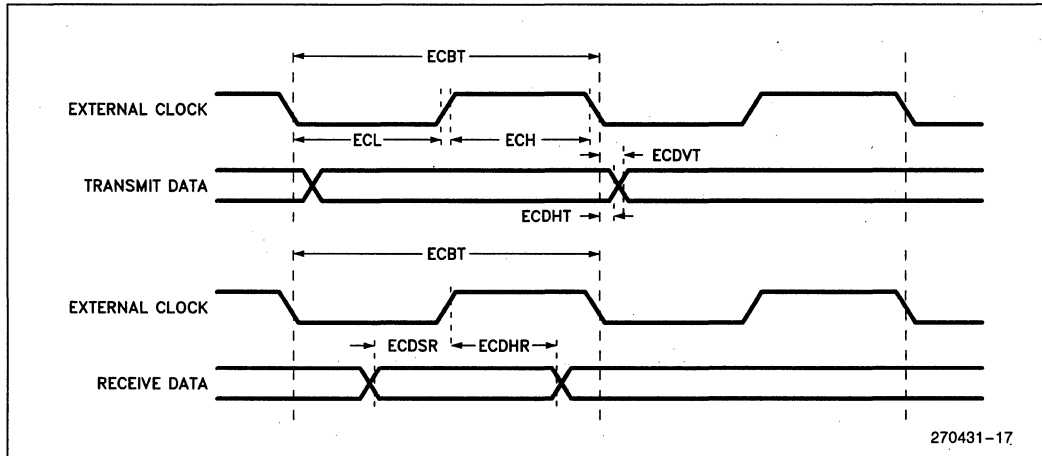 ECBT
EXTERNAL CLOCK
ECL
ECH
ECDVT
TRANSMIT DATA
ECDHT
ECBT
EXTERNAL CLOCK
ECDSR
ECDHR
RECEIVE DATA
270431-17